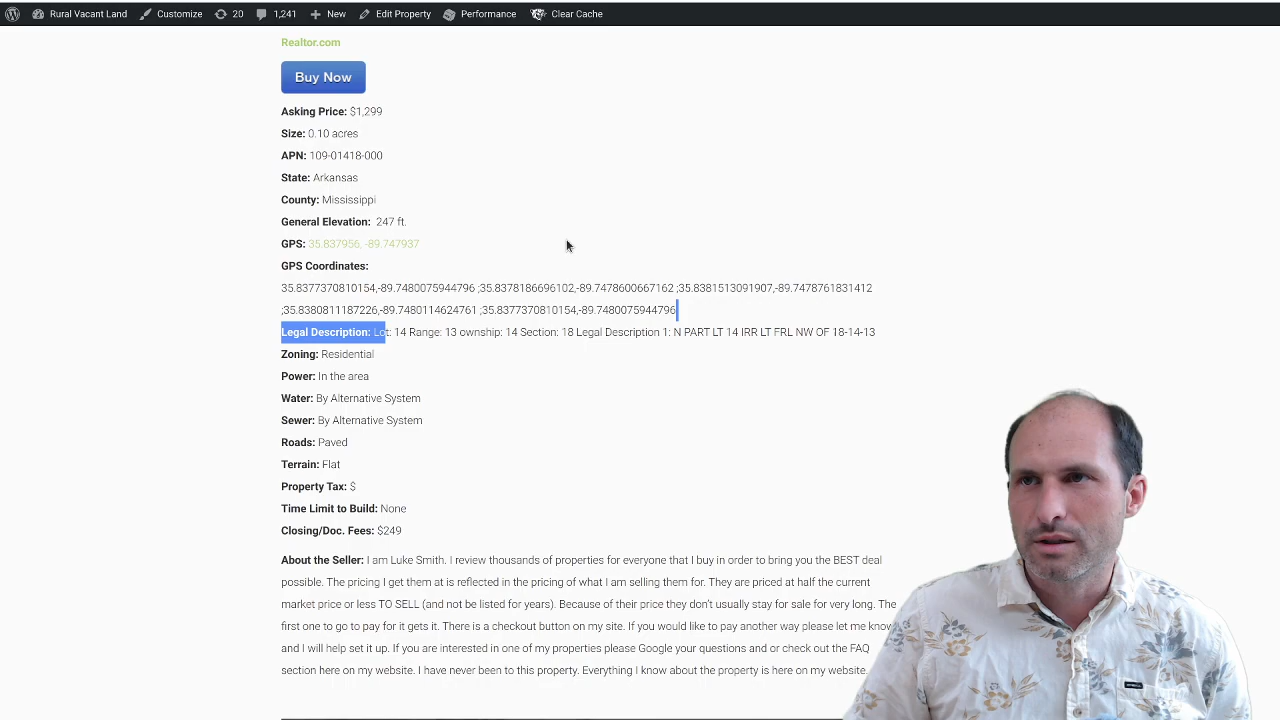 Rural Vacant Land Customize 20 1,241 New Edit Property Performance Clear Cache
Realtor.com
Buy Now
Asking Price: $1,299
Size: 0.10 acres
APN: 109-01418-000
State: Arkansas
County: Mississippi
General Elevation: 247 ft.
GPS: 35.837956, -89.747937
GPS Coordinates:
35.8377370810154,-89.7480075944796 ;35.8378186696102,-89.7478600667162 ;35.8381513091907,-89.7478761831412
;35.8380811187226,-89.7480114624761 ;35.8377370810154,-89.7480075944796
Legal Description: Lot: 14 Range: 13 ownship: 14 Section: 18 Legal Description 1: N PART LT 14 IRR LT FRL NW OF 18-14-13
Zoning: Residential
Power: In the area
Water: By Alternative System
Sewer: By Alternative System
Roads: Paved
Terrain: Flat
Property Tax: $
Time Limit to Build: None
Closing/Doc. Fees: $249
About the Seller: I am Luke Smith. I review thousands of properties for everyone that I buy in order to bring you the BEST deal
possible. The pricing I get them at is reflected in the pricing of what I am selling them for. They are priced at half the current
market price or less TO SELL (and not be listed for years). Because of their price they don't usually stay for sale for very long. The
first one to go to pay for it gets it. There is a checkout button on my site. If you would like to pay another way please let me know
and I will help set it up. If you are interested in one of my properties please Google your questions and or check out the FAQ
section here on my website. I have never been to this property. Everything I know about the property is here on my website.